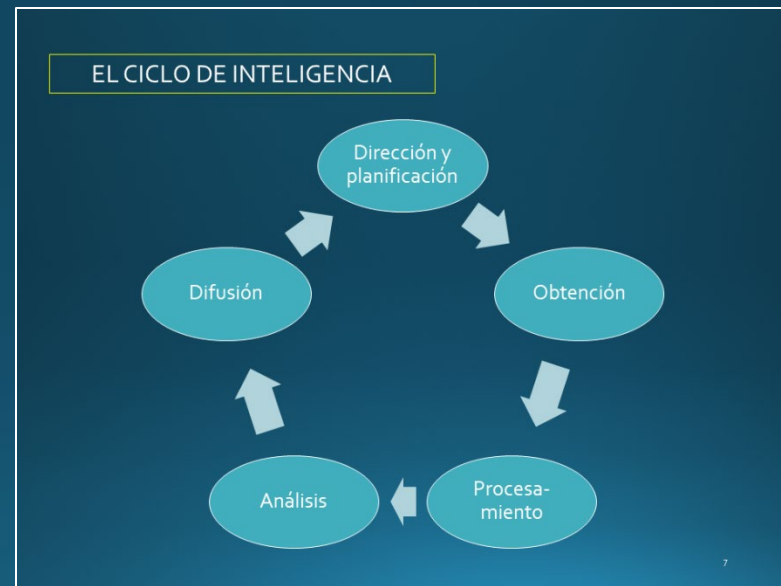 EL CICLO DE INTELIGENCIA
Dirección y
planificación
Obtención
Procesa-
miento
Análisis
Difusión
7